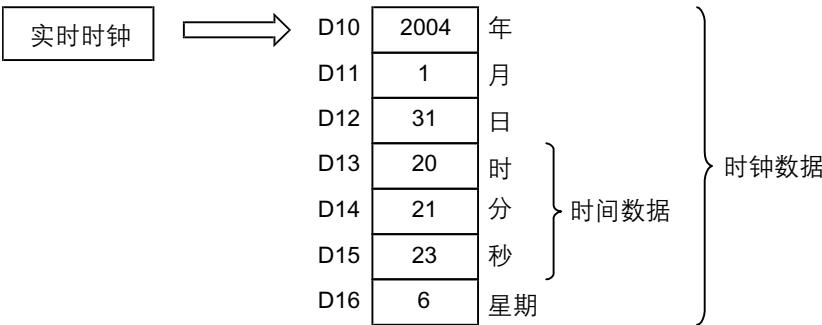 实时时钟
D10 2004 年
D11 1 月
D12 31 日
D13 20 时
D14 21 分
D15 23 秒
D16 6 星期
时间数据
时钟数据